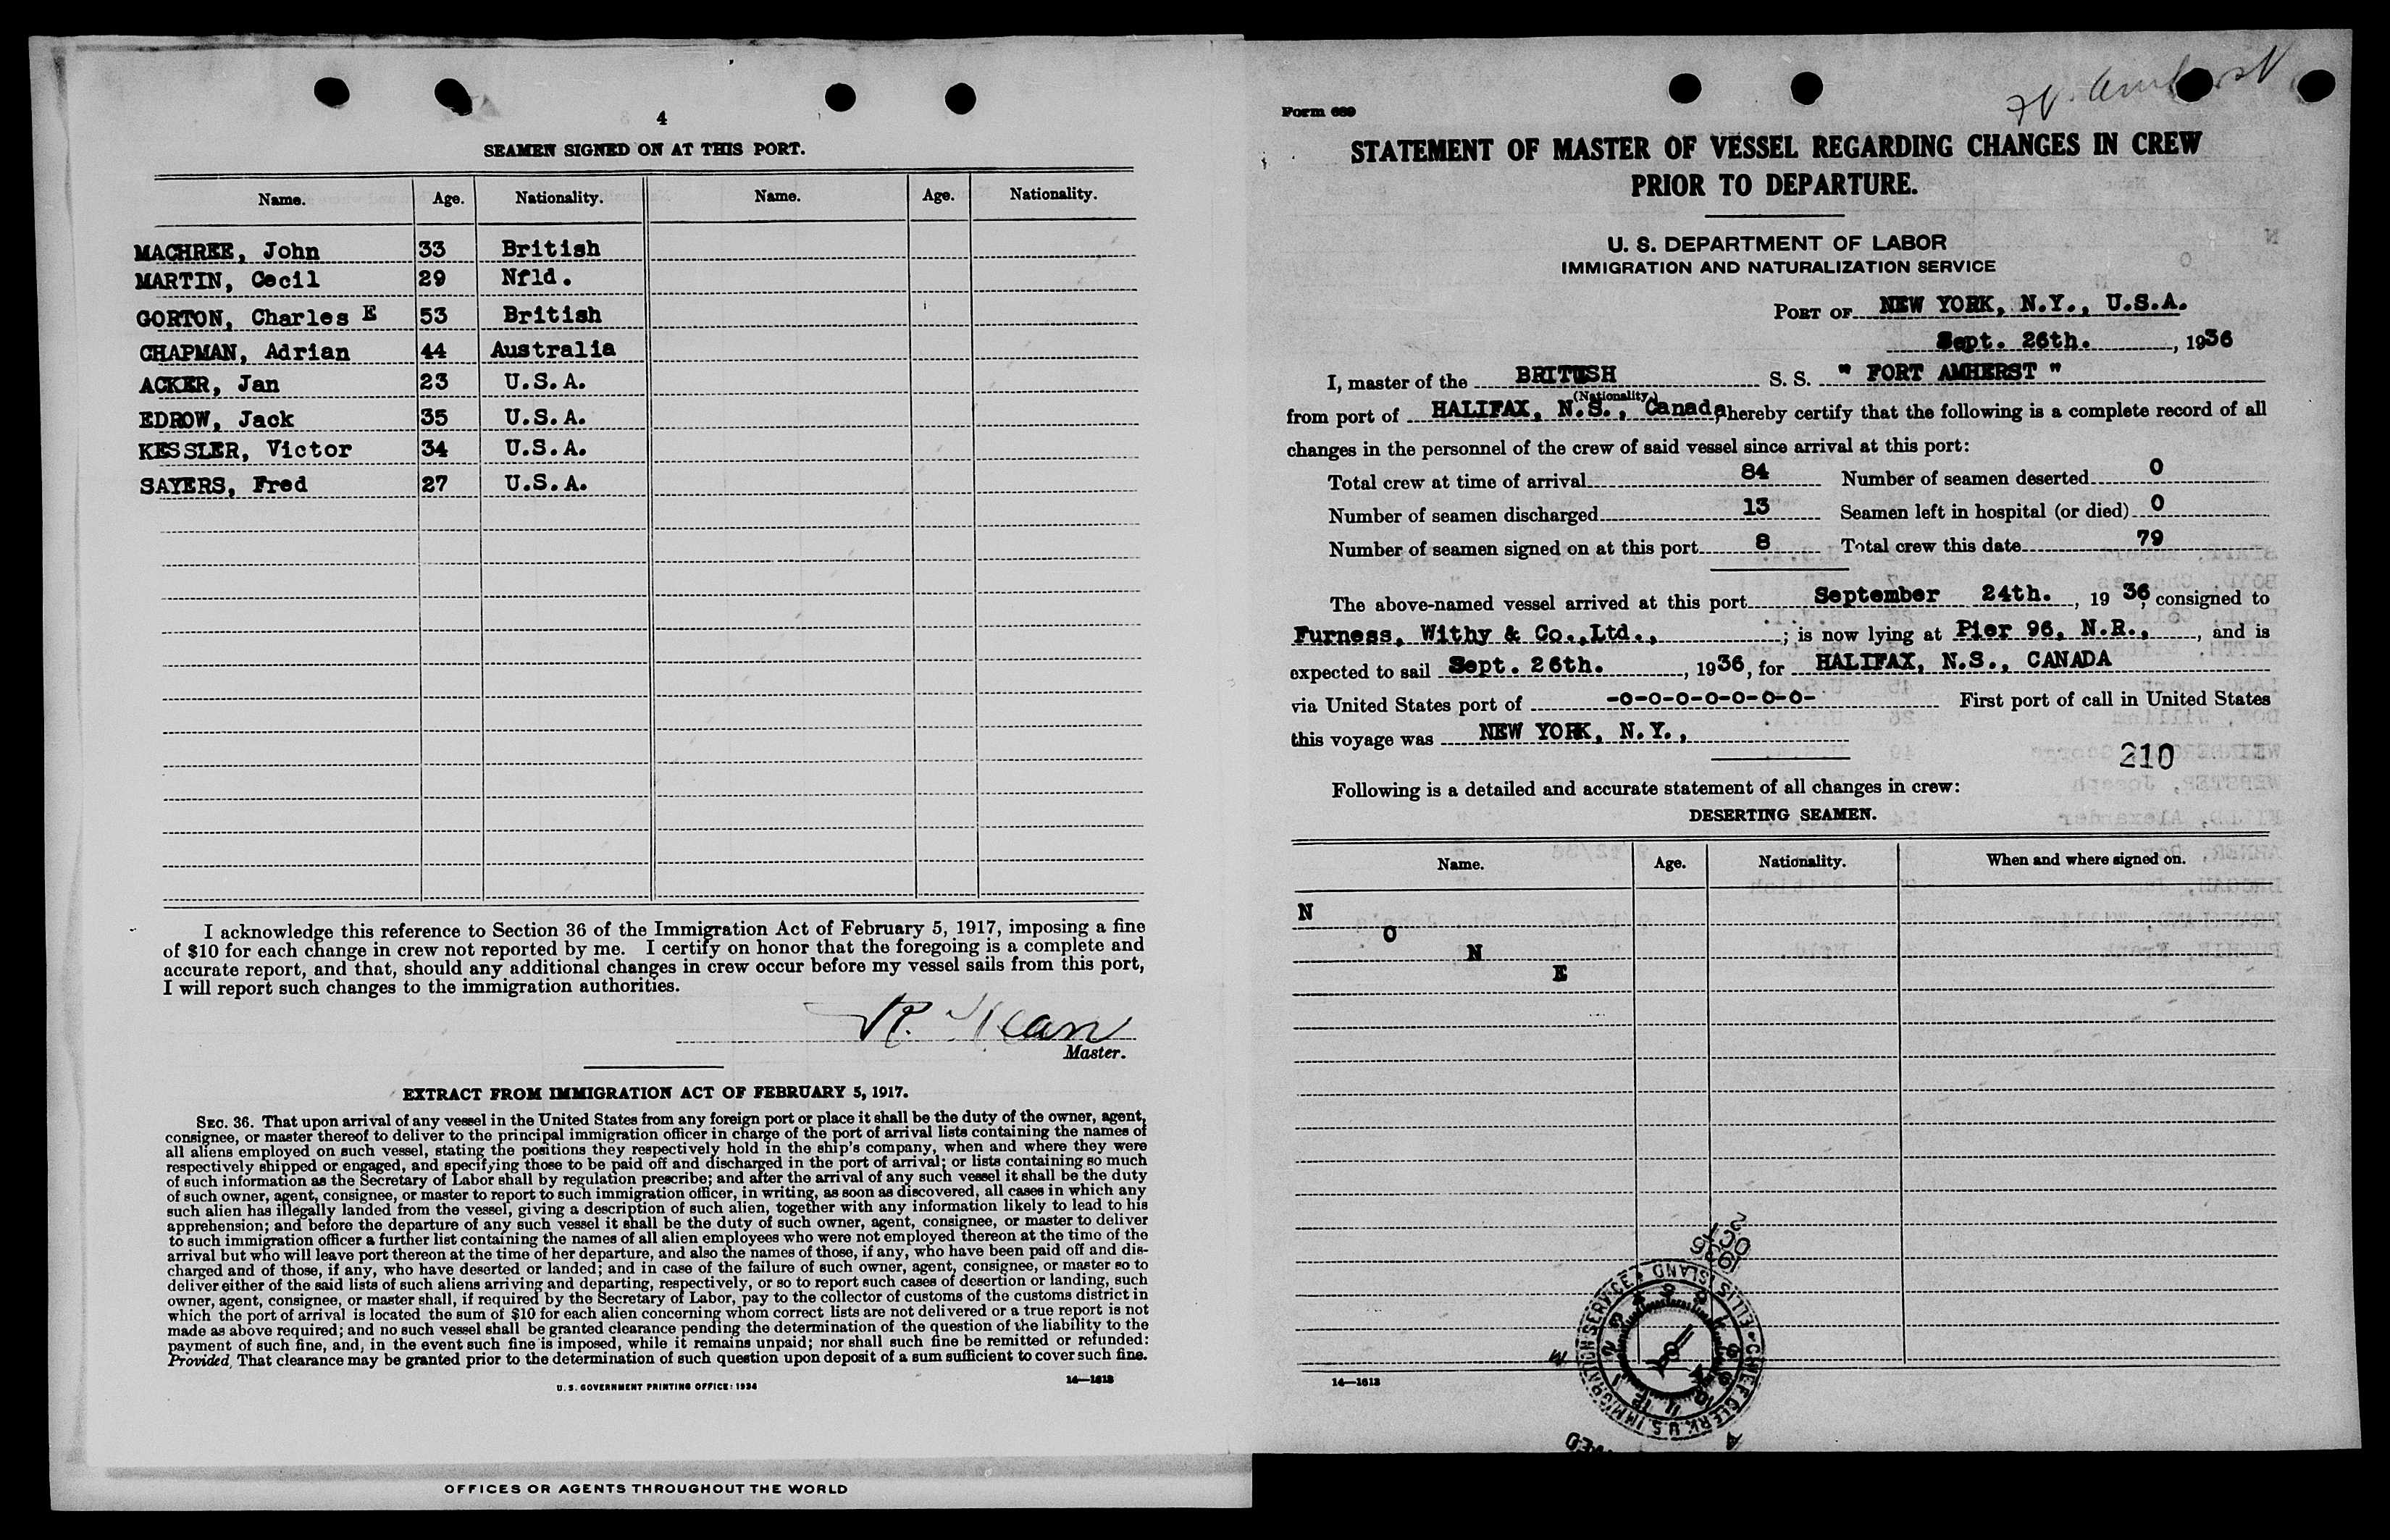 4
SEAMEN SIGNED ON AT THIS PORT.
Name. Age. Nationality. Name. Age. Nationality.
MACHREE, John 33 British
MARTIN, Cecil 29 Nfld.
GORTON, Charles E 53 British
CHAPMAN, Adrian 44 Australia
ACKER, Jan 23 U.S.A.
EDROW, Jack 35 U.S.A.
KESSLER, Victor 34 U.S.A.
SAYERS, Fred 27 U.S.A.
I acknowledge this reference to Section 36 of the Immigration Act of February 5, 1917, imposing a fine
of $10 for each change in crew not reported by me. I certify on honor that the foregoing is a complete and
accurate report, and that, should any additional changes in crew occur before my vessel sails from this port,
I will report such changes to the immigration authorities.
Master.
EXTRACT FROM IMMIGRATION ACT OF FEBRUARY 5, 1917.
SEC. 36. That upon arrival of any vessel in the United States from any foreign port or place it shall be the duty of the owner, agent,
consignee, or master thereof to deliver to the principal immigration officer in charge of the port of arrival lists containing the names of
all aliens employed on such vessel, stating the positions they respectively hold in the ship's company, when and where they were
respectively shipped or engaged, and specifying those to be paid off and discharged in the port of arrival; or lists containing so much
of such information as the Secretary of Labor shall by regulation prescribe; and after the arrival of any such vessel it shall be the duty
of such owner, agent, consignee, or master to report to such immigration officer, in writing, as soon as discovered, all cases in which any
such alien has illegally landed from the vessel, giving a description of such alien, together with any information likely to lead to his
apprehension; and before the departure of any such vessel it shall be the duty of such owner, agent, consignee, or master to deliver
to such immigration officer a further list containing the names of all alien employees who were not employed thereon at the time of the
arrival but who will leave port thereon at the time of her departure, and also the names of those, if any, who have been paid off and dis-
charged and of those, if any, who have deserted or landed; and in case of the failure of such owner, agent, consignee, or master so to
deliver either of the said lists of such aliens arriving and departing, respectively, or so to report such cases of desertion or landing, such
owner, agent, consignee, or master shall, if required by the Secretary of Labor, pay to the collector of customs of the customs district in
which the port of arrival is located the sum of $10 for each alien concerning whom correct lists are not delivered or a true report is not
made as above required; and no such vessel shall be granted clearance pending the determination of the question of the liability to the
payment of such fine, and, in the event such fine is imposed, while it remains unpaid; nor shall such fine be remitted or refunded:
Provided, That clearance may be granted prior to the determination of such question upon deposit of a sum sufficient to cover such fine.
U.S. GOVERNMENT PRINTING OFFICE: 1934 14—1613
OFFICES OR AGENTS THROUGHOUT THE WORLD
Form 689
STATEMENT OF MASTER OF VESSEL REGARDING CHANGES IN CREW
PRIOR TO DEPARTURE.
U. S. DEPARTMENT OF LABOR
IMMIGRATION AND NATURALIZATION SERVICE
PORT OF NEW YORK, N.Y., U.S.A.
Sept. 26th. , 1936
I, master of the BRITISH S. S. " FORT AMHERST "
(Nationality)
from port of HALIFAX, N.S., Canada, hereby certify that the following is a complete record of all
changes in the personnel of the crew of said vessel since arrival at this port:
Total crew at time of arrival 84 Number of seamen deserted 0
Number of seamen discharged 13 Seamen left in hospital (or died) 0
Number of seamen signed on at this port 8 Total crew this date 79
The above-named vessel arrived at this port September 24th. , 19 36, consigned to
Furness, Withy & Co.,Ltd., ; is now lying at Pier 96, N.R., , and is
expected to sail Sept. 26th. , 1936, for HALIFAX, N.S., CANADA
via United States port of -0-0-0-0-0-0-0- First port of call in United States
this voyage was NEW YORK, N.Y.,
210
Following is a detailed and accurate statement of all changes in crew:
DESERTING SEAMEN.
Name. Age. Nationality. When and where signed on.
N
O
N
E
1936
OCT
2
CHIEF CLERK U.S. IMMIGRATION SERVICE ELLIS ISLAND
14—1613